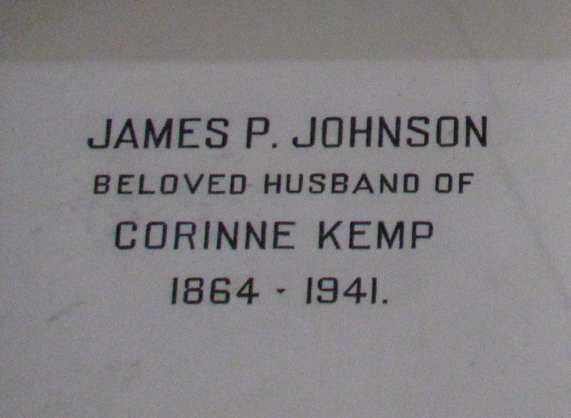 JAMES P. JOHNSON
BELOVED HUSBAND OF
CORINNE KEMP
1864 - 1941.